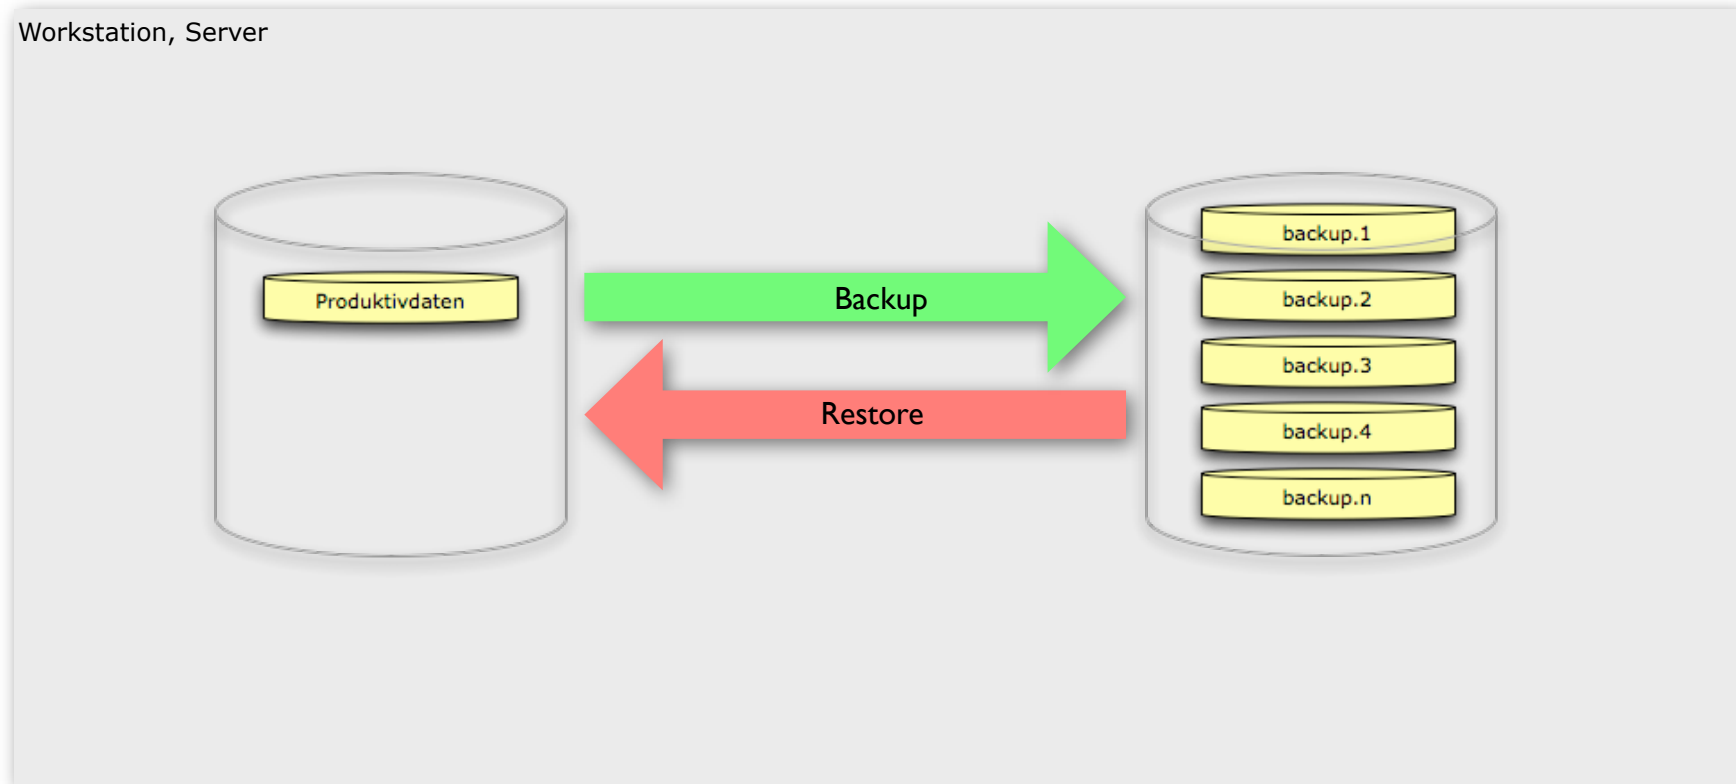 Workstation, Server
Produktivdaten
Backup
Restore
backup.1
backup.2
backup.3
backup.4
backup.n